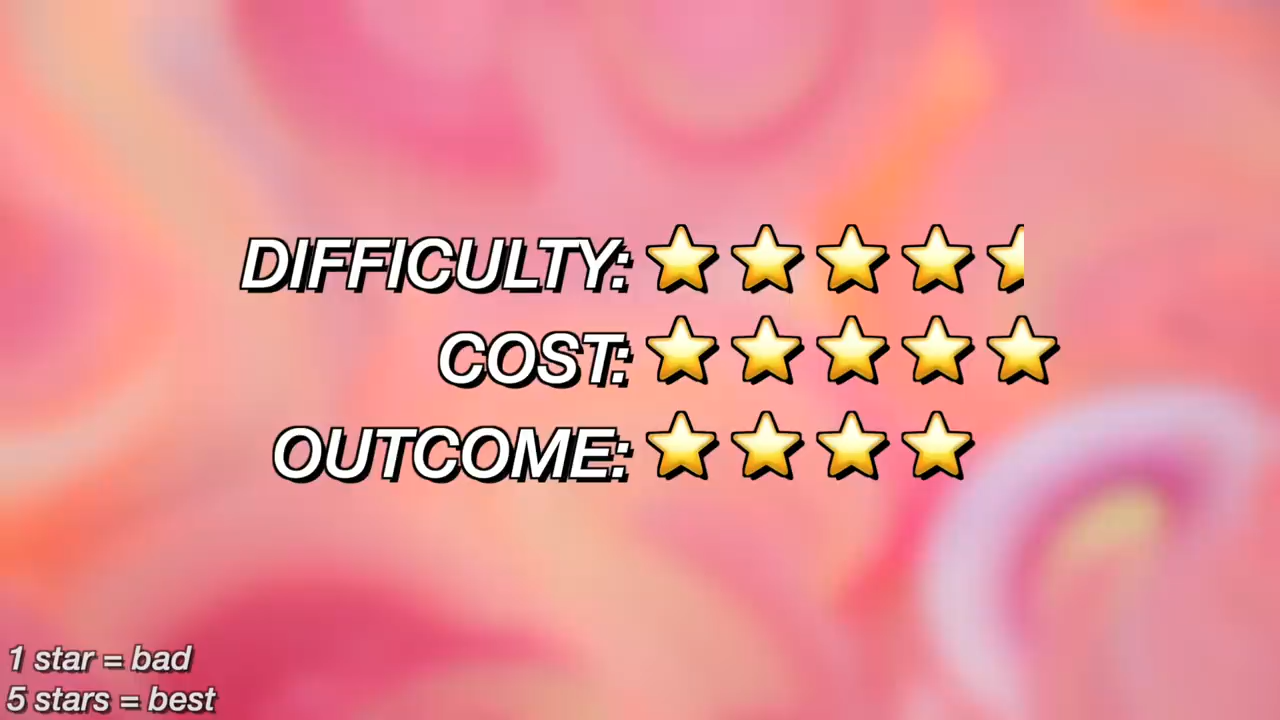 DIFFICULTY: ⭐⭐⭐⭐
COST: ⭐⭐⭐⭐⭐
OUTCOME: ⭐⭐⭐⭐
1 star = bad
5 stars = best